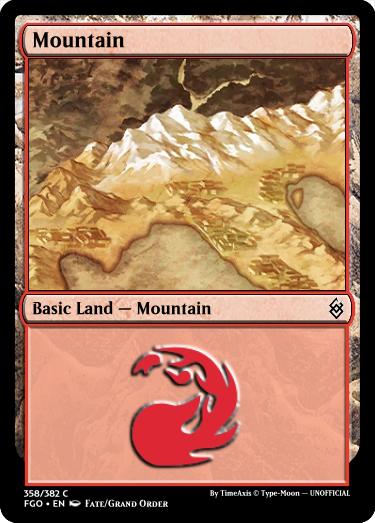 Mountain
Basic Land — Mountain
358/382 C
FGO • EN Fate/Grand Order
By TimeAxis © Type-Moon — UNOFFICIAL